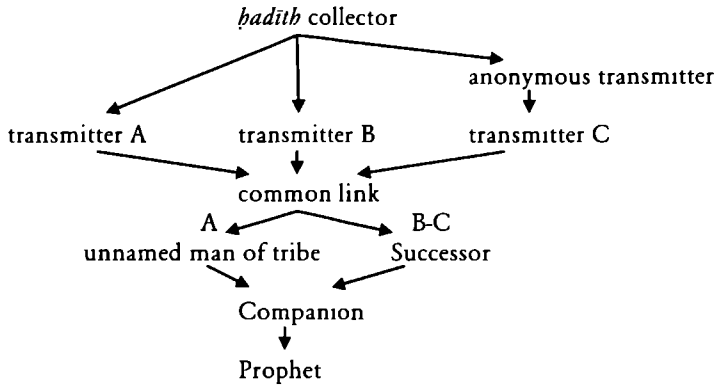 ḥadīth collector
anonymous transmitter
transmitter A transmitter B transmitter C
common link
A B-C
unnamed man of tribe Successor
Companion
Prophet